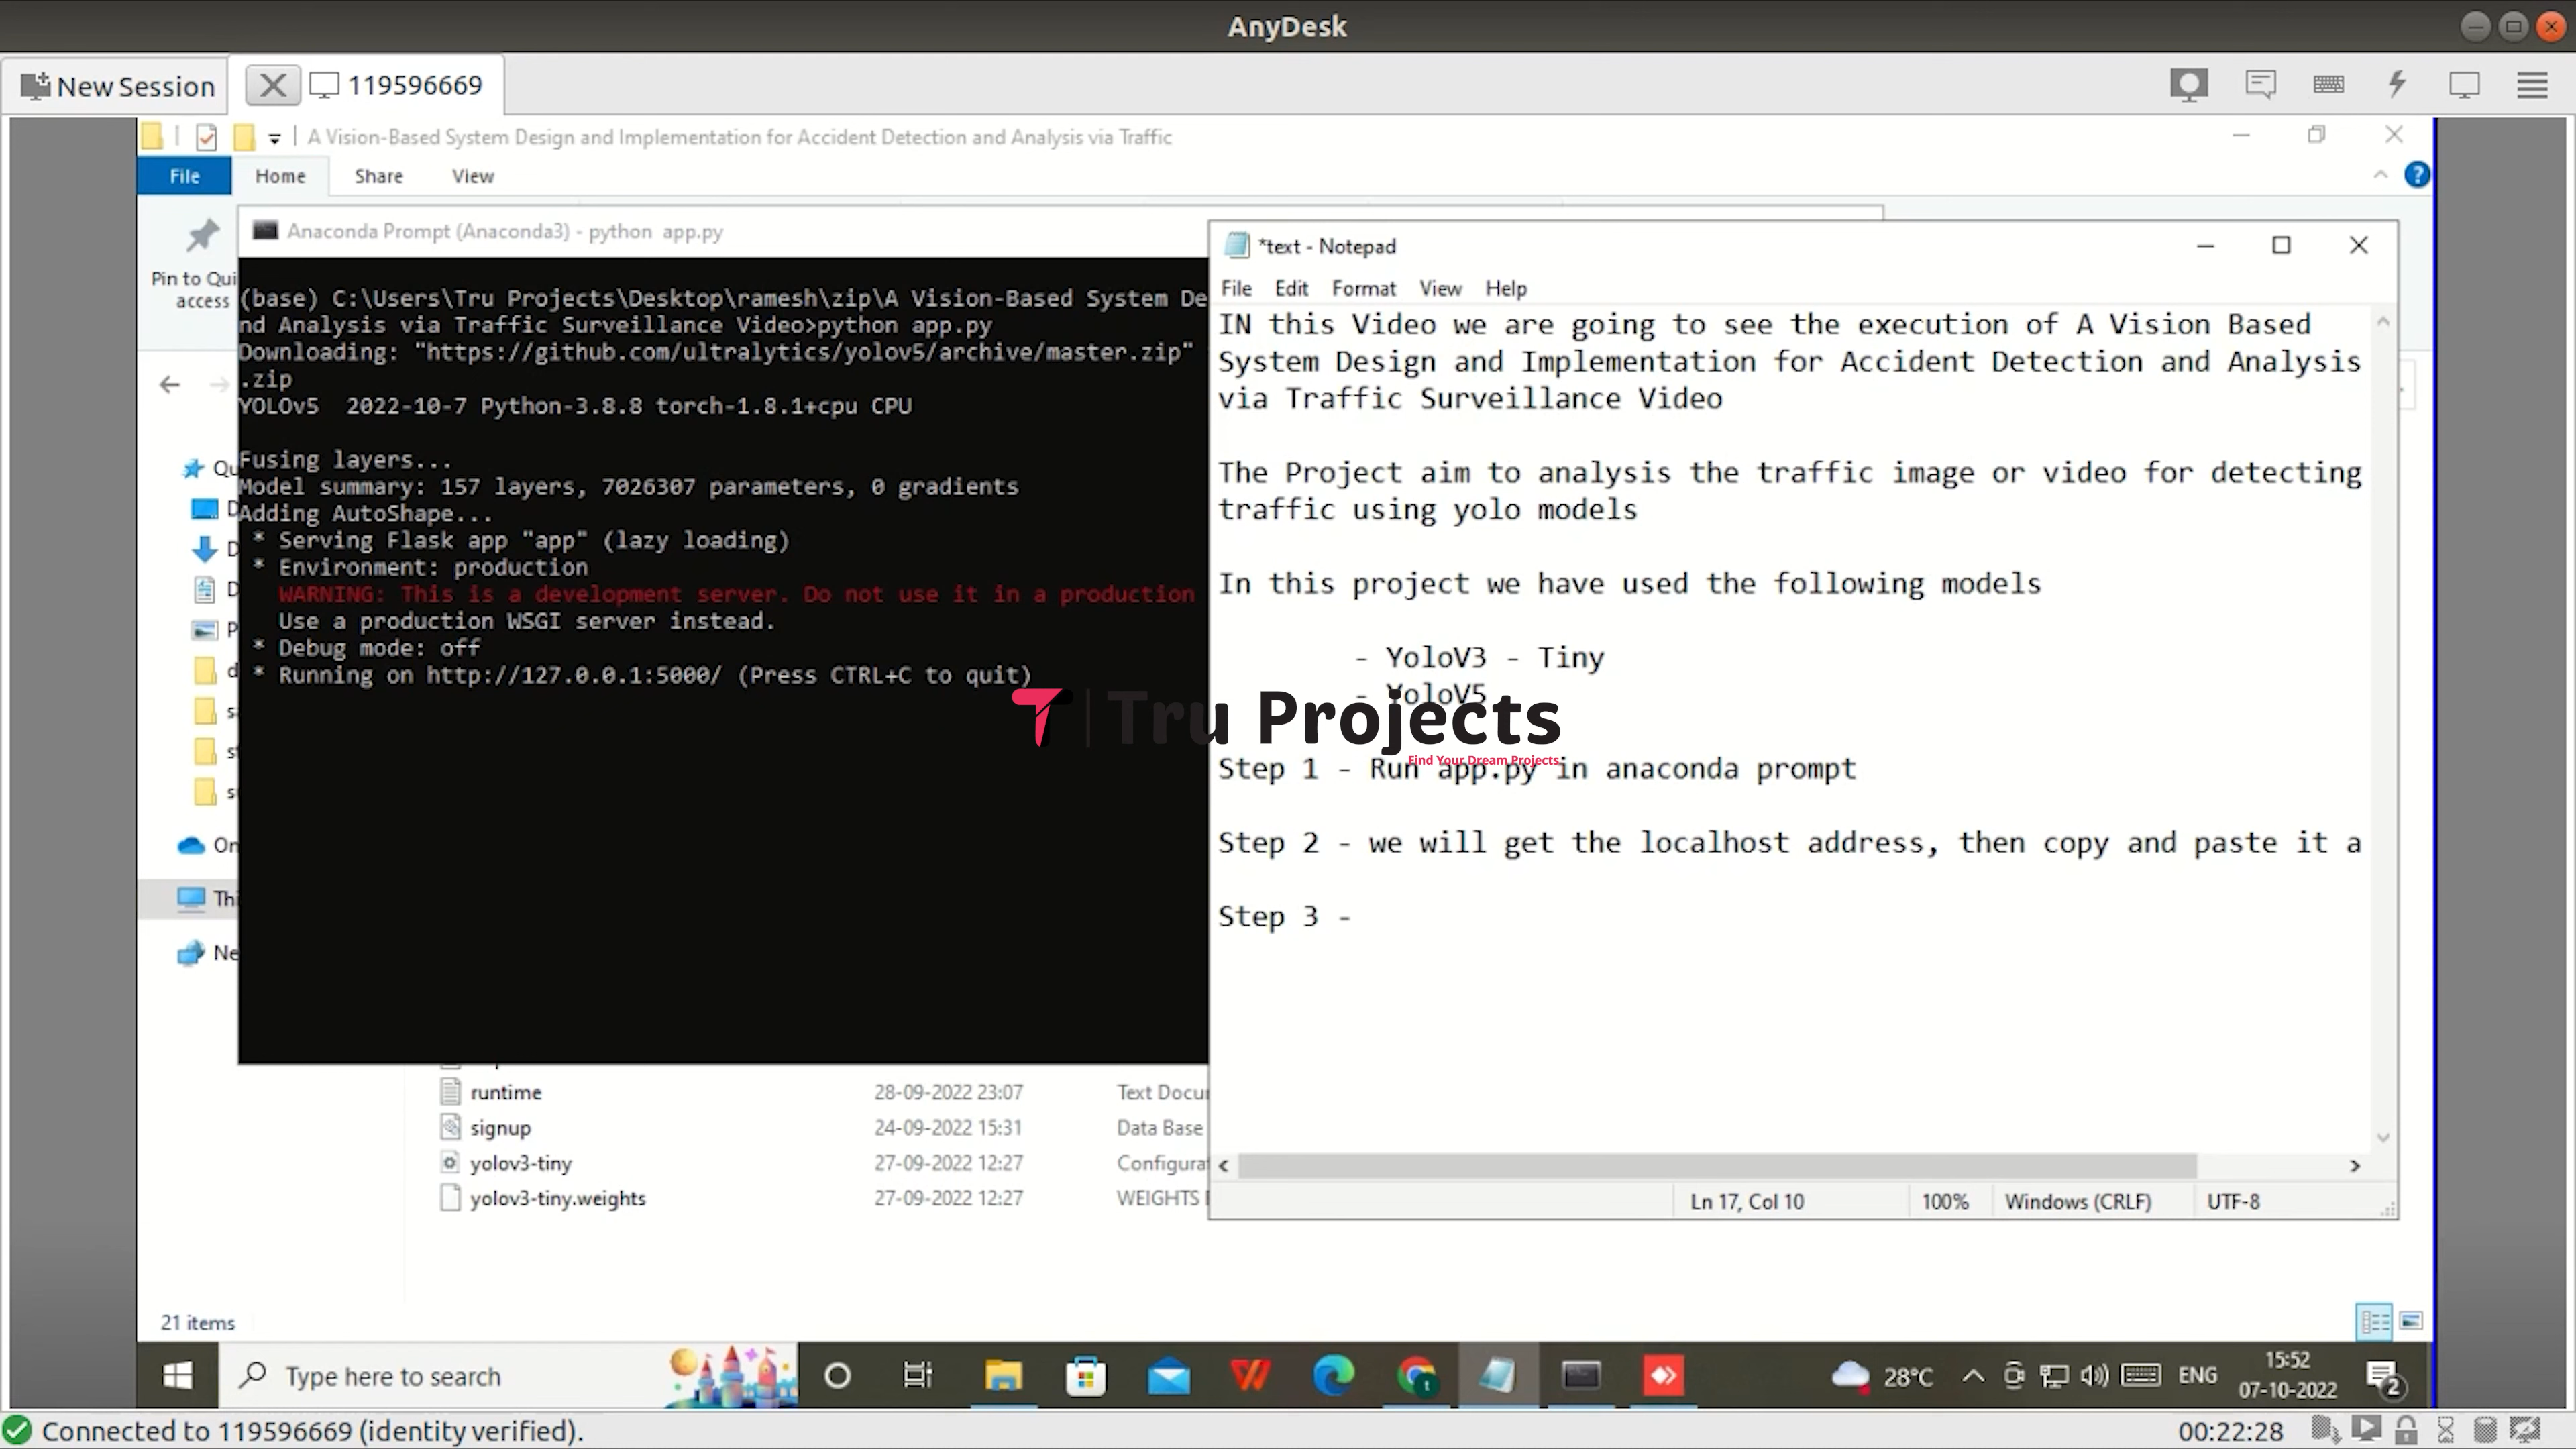 AnyDesk
New Session
119596669
A Vision-Based System Design and Implementation for Accident Detection and Analysis via Traffic
File Home Share View
Pin to Qui
access
Anaconda Prompt (Anaconda3) - python app.py
(base) C:\Users\Tru Projects\Desktop\ramesh\zip\A Vision-Based System De
nd Analysis via Traffic Surveillance Video>python app.py
Downloading: "https://github.com/ultralytics/yolov5/archive/master.zip"
.zip
YOLOv5 2022-10-7 Python-3.8.8 torch-1.8.1+cpu CPU
Fusing layers...
Model summary: 157 layers, 7026307 parameters, 0 gradients
Adding AutoShape...
* Serving Flask app "app" (lazy loading)
* Environment: production
WARNING: This is a development server. Do not use it in a production
Use a production WSGI server instead.
* Debug mode: off
* Running on http://127.0.0.1:5000/ (Press CTRL+C to quit)
Qu
D
D
D
P
d
s
s
s
On
Thi
Ne
*text - Notepad
File Edit Format View Help
IN this Video we are going to see the execution of A Vision Based
System Design and Implementation for Accident Detection and Analysis
via Traffic Surveillance Video
The Project aim to analysis the traffic image or video for detecting
traffic using yolo models
In this project we have used the following models
- YoloV3 - Tiny
- YoloV5
Tru Projects
Find Your Dream Projects
Step 1 - Run app.py in anaconda prompt
Step 2 - we will get the localhost address, then copy and paste it a
Step 3 -
Ln 17, Col 10 100% Windows (CRLF) UTF-8
runtime 28-09-2022 23:07 Text Docu
signup 24-09-2022 15:31 Data Base
yolov3-tiny 27-09-2022 12:27 Configura
yolov3-tiny.weights 27-09-2022 12:27 WEIGHTS
21 items
Type here to search
28°C
ENG
15:52
07-10-2022
2
Connected to 119596669 (identity verified).
00:22:28